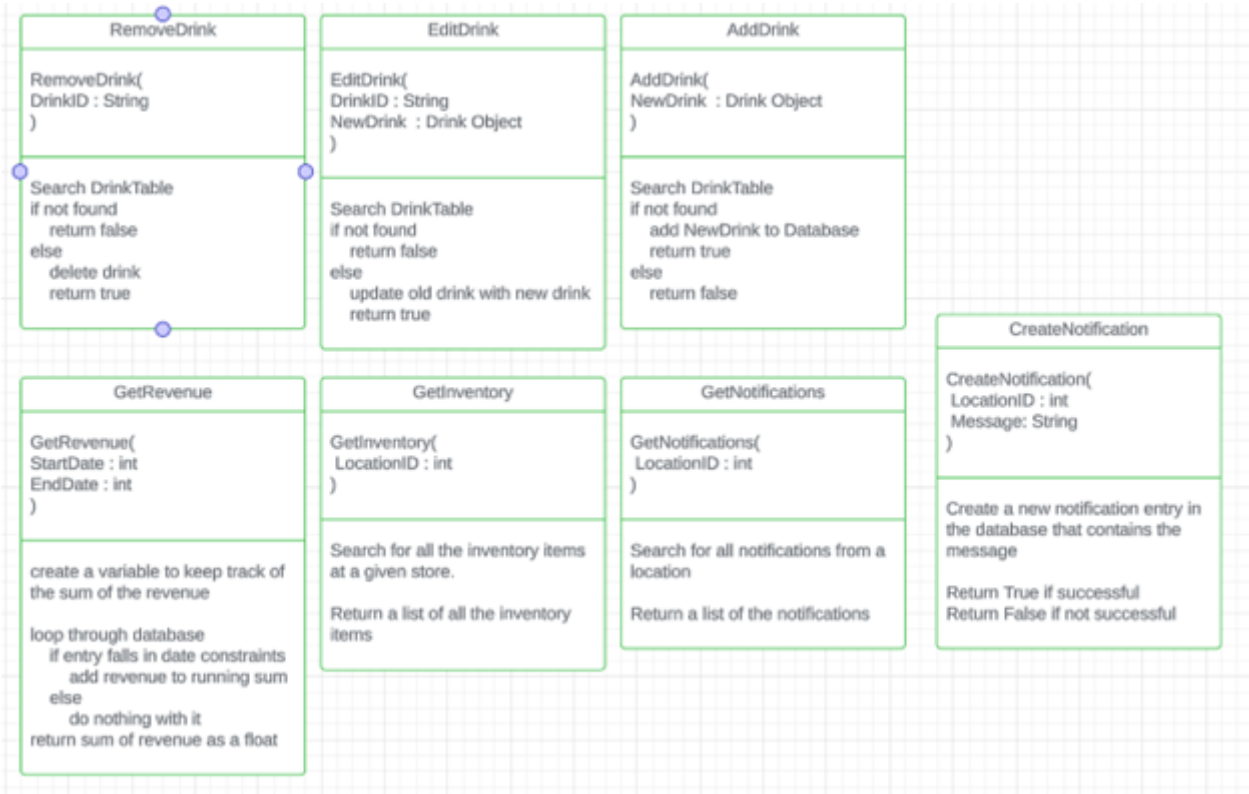 RemoveDrink
RemoveDrink(
DrinkID : String
)
Search DrinkTable
if not found
return false
else
delete drink
return true
EditDrink
EditDrink(
DrinkID : String
NewDrink : Drink Object
)
Search DrinkTable
if not found
return false
else
update old drink with new drink
return true
AddDrink
AddDrink(
NewDrink : Drink Object
)
Search DrinkTable
if not found
add NewDrink to Database
return true
else
return false
GetRevenue
GetRevenue(
StartDate : int
EndDate : int
)
create a variable to keep track of
the sum of the revenue
loop through database
if entry falls in date constraints
add revenue to running sum
else
do nothing with it
return sum of revenue as a float
GetInventory
GetInventory(
LocationID : int
)
Search for all the inventory items
at a given store.
Return a list of all the inventory
items
GetNotifications
GetNotifications(
LocationID : int
)
Search for all notifications from a
location
Return a list of the notifications
CreateNotification
CreateNotification(
LocationID : int
Message: String
)
Create a new notification entry in
the database that contains the
message
Return True if successful
Return False if not successful